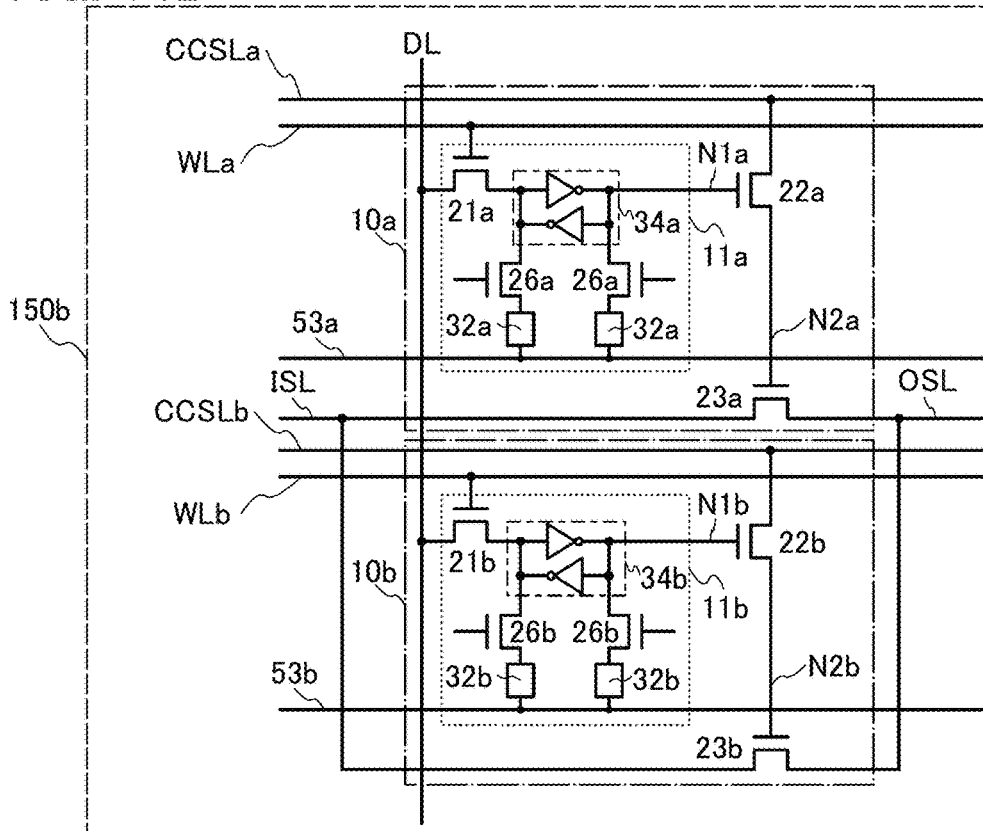 DL
CCSLa
WLa
N1a
22a
21a
34a
10a
11a
26a 26a
150b
32a 32a
53a
N2a
ISL
23a
OSL
CCSLb
WLb
N1b
22b
21b
34b
10b
11b
26b 26b
53b
32b 32b
N2b
23b